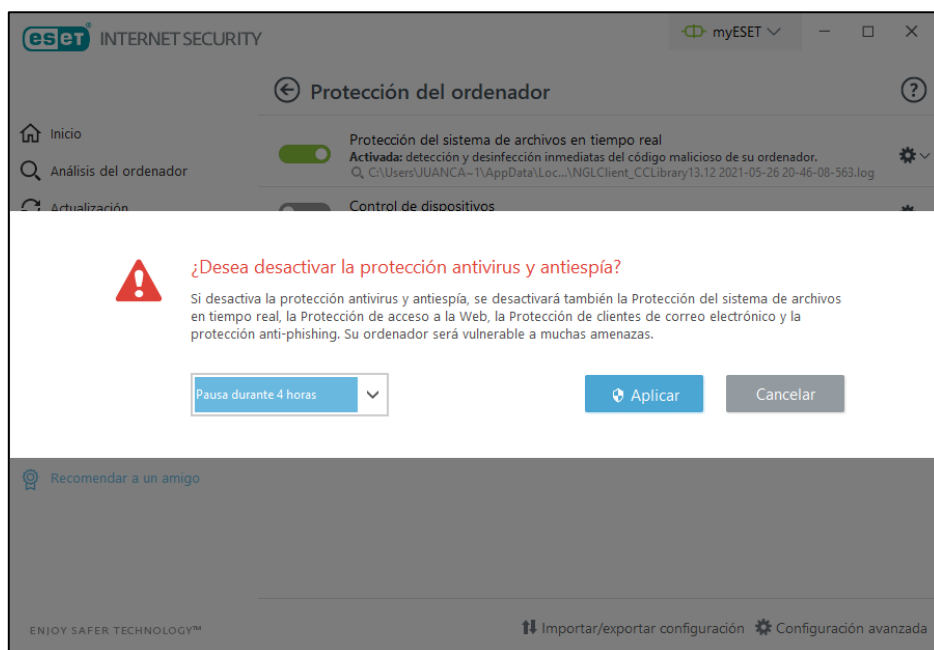 eset INTERNET SECURITY
myESET
Protección del ordenador
?
Inicio
Análisis del ordenador
Actualización
Protección del sistema de archivos en tiempo real
Activada: detección y desinfección inmediatas del código malicioso de su ordenador.
C:\Users\JUANCA~1\AppData\Loc...\NGLClient_CCLibrary13.12 2021-05-26 20-46-08-563.log
Control de dispositivos
¿Desea desactivar la protección antivirus y antiespía?
Si desactiva la protección antivirus y antiespía, se desactivará también la Protección del sistema de archivos
en tiempo real, la Protección de acceso a la Web, la Protección de clientes de correo electrónico y la
protección anti-phishing. Su ordenador será vulnerable a muchas amenazas.
Pausa durante 4 horas
Aplicar
Cancelar
Recomendar a un amigo
ENJOY SAFER TECHNOLOGY™
Importar/exportar configuración
Configuración avanzada